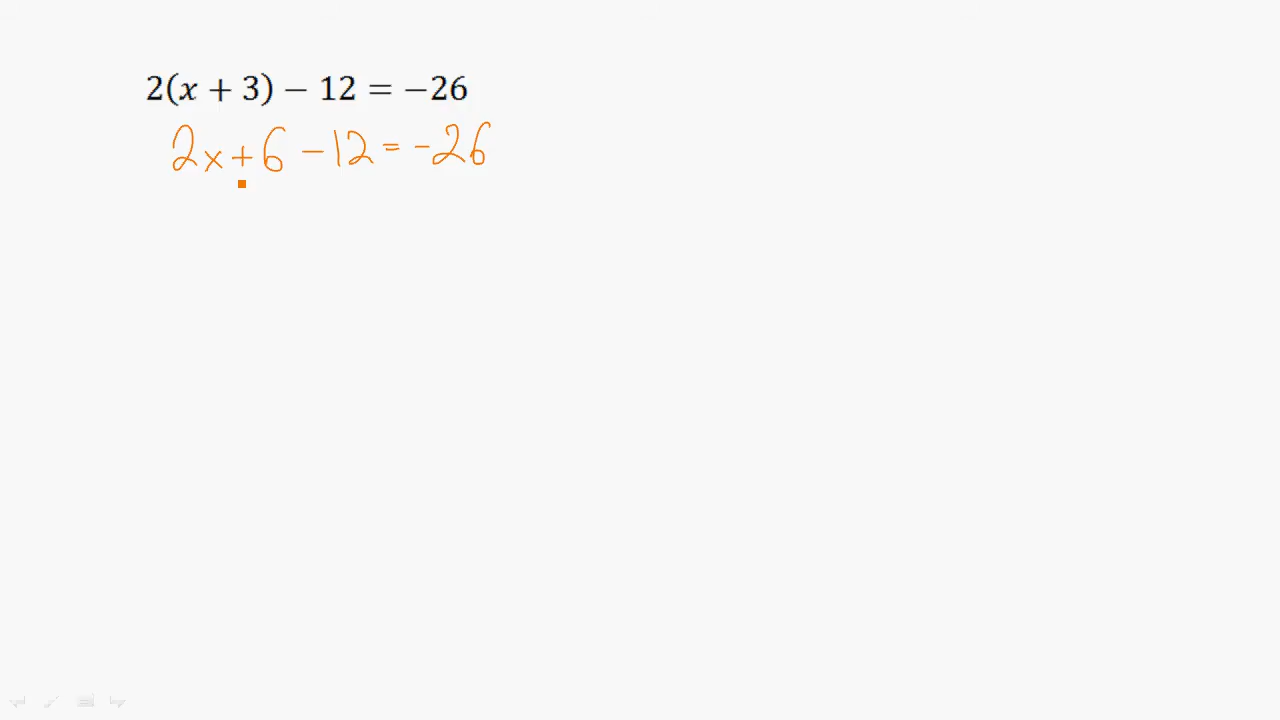 2(x + 3) − 12 = −26
2x + 6 − 12 = -26